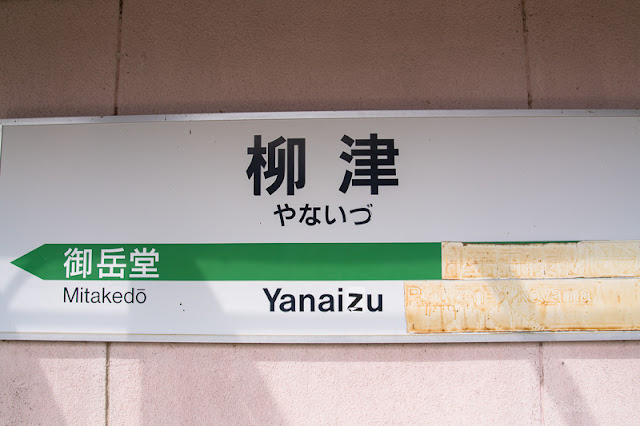 柳津
やないづ
御岳堂
Mitakedō
Yanaizu